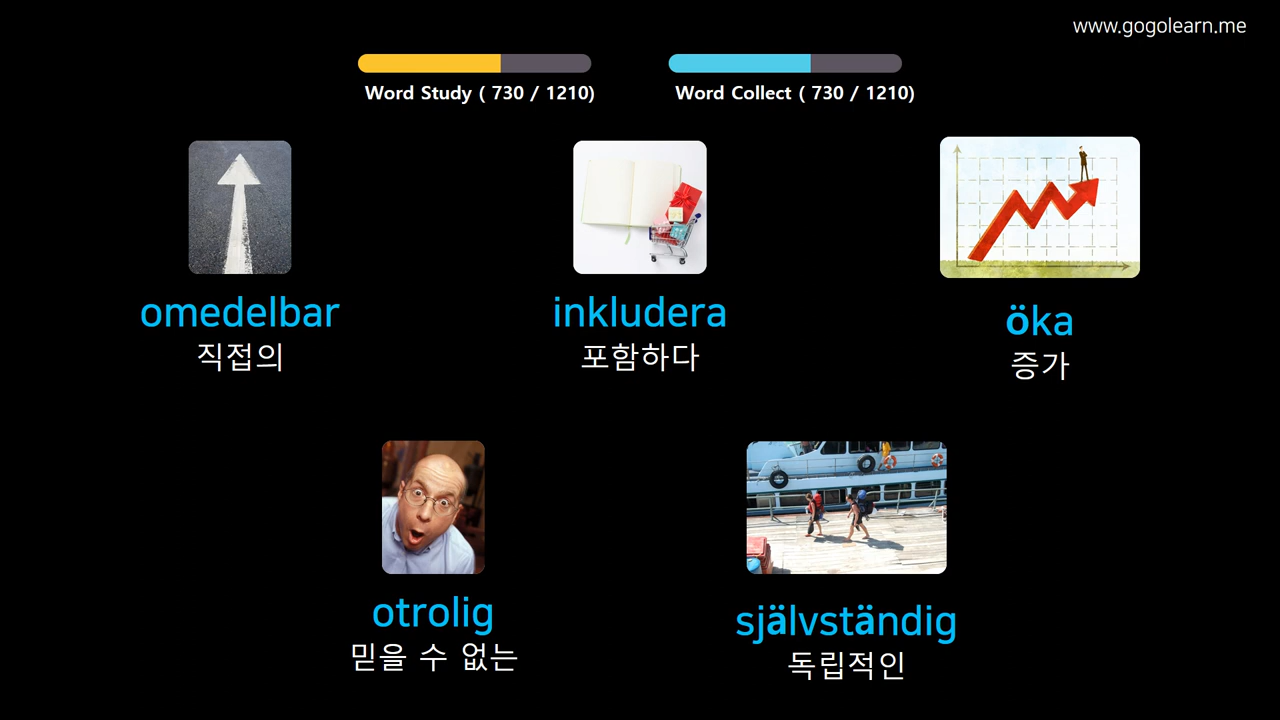 www.gogolearn.me
Word Study ( 730 / 1210)
Word Collect ( 730 / 1210)
omedelbar
직접의
inkludera
포함하다
öka
증가
otrolig
믿을 수 없는
självständig
독립적인